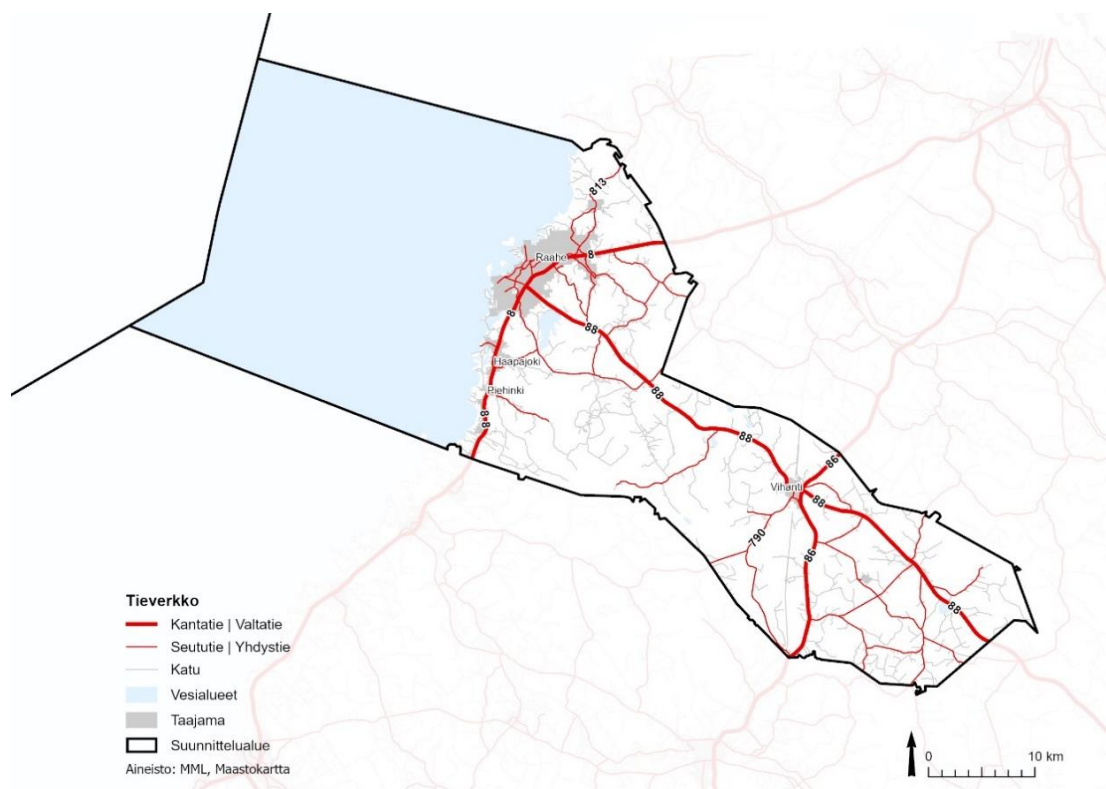 813
8
Raahe
8
88
Haapajoki
Piehinki
88
8-8
88
86
Vihanti
88
790
86
88
Tieverkko
Kantatie | Valtatie
Seututie | Yhdystie
Katu
Vesialueet
Taajama
Suunnittelualue
Aineisto: MML, Maastokartta
0 10 km